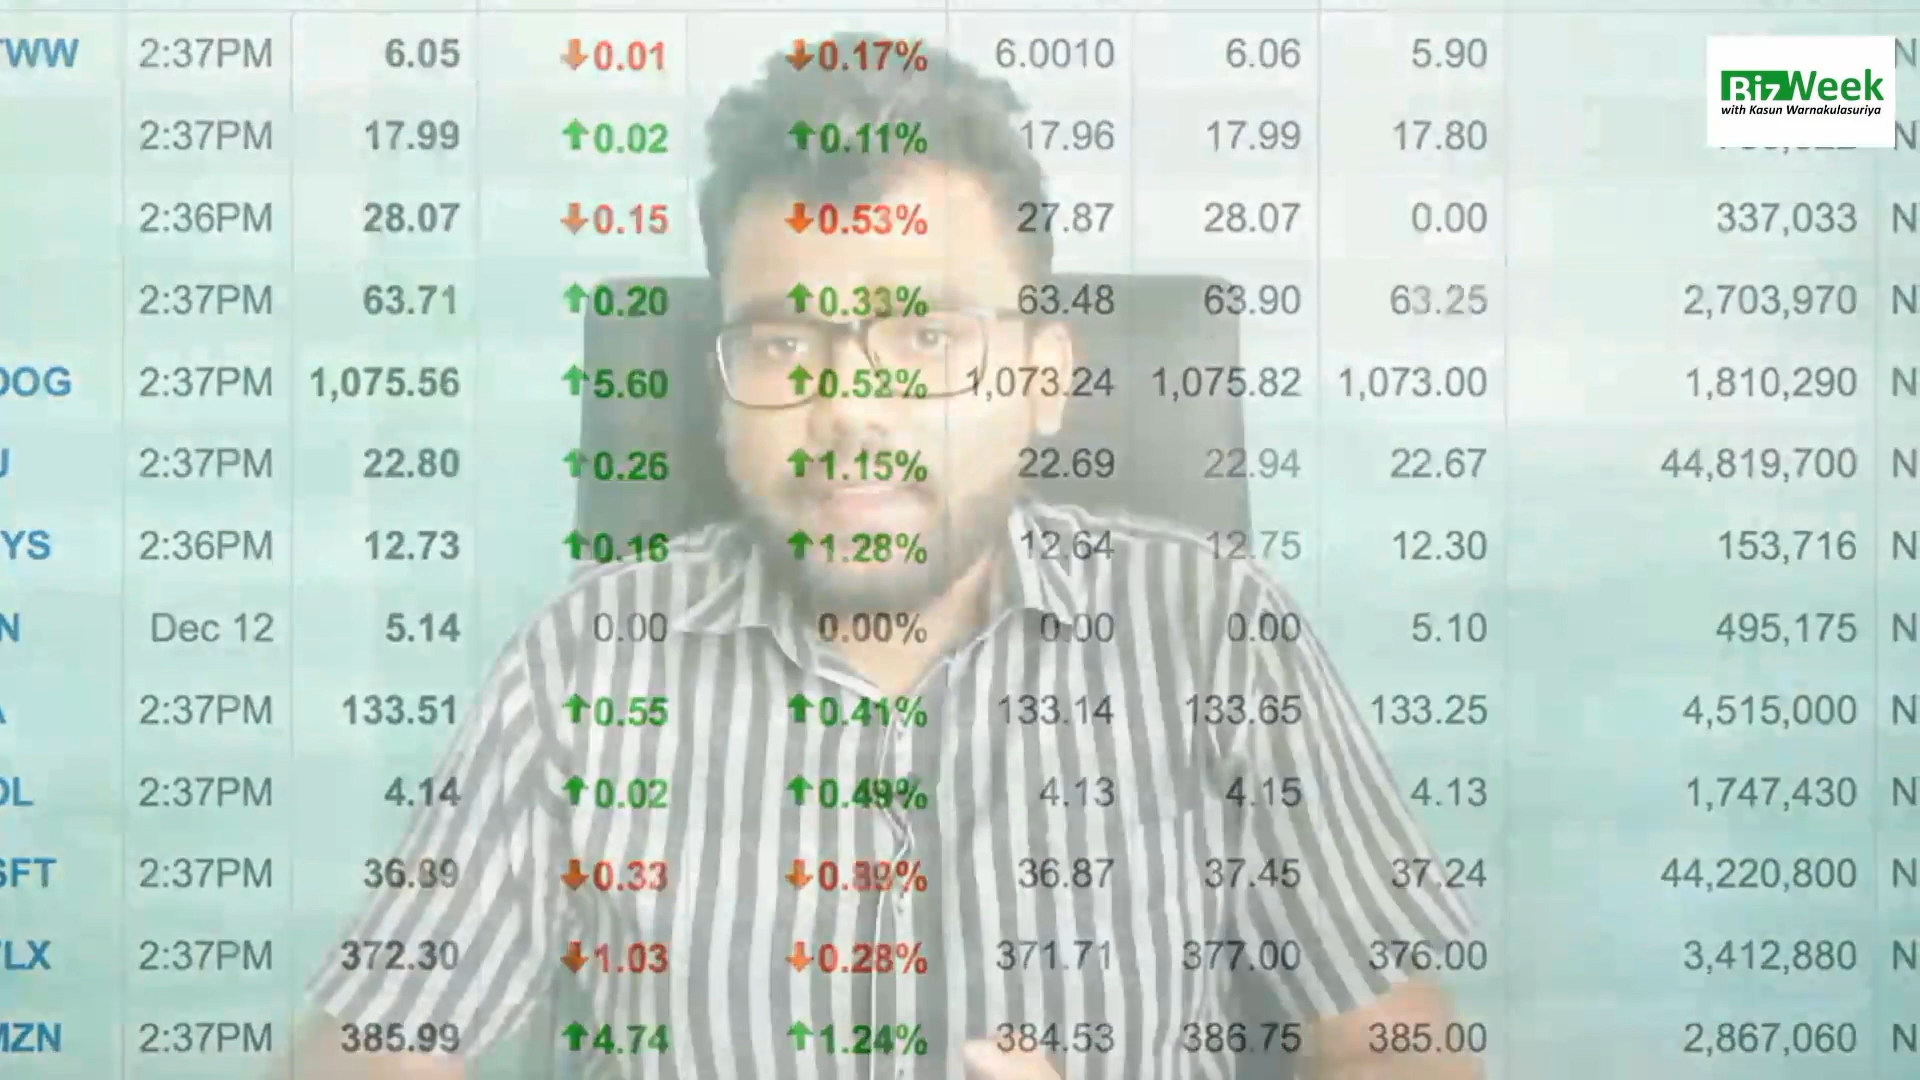 BizWeek
with Kasun Warnakulasuriya
WW 2:37PM 6.05 0.01 0.17% 6.0010 6.06 5.90 N
2:37PM 17.99 0.02 0.11% 17.96 17.99 17.80 N
2:36PM 28.07 0.15 0.53% 27.87 28.07 0.00 337,033 N
2:37PM 63.71 0.20 0.33% 63.48 63.90 63.25 2,703,970 N
OOG 2:37PM 1,075.56 5.60 0.52% 1,073.24 1,075.82 1,073.00 1,810,290 N
J 2:37PM 22.80 0.26 1.15% 22.69 22.94 22.67 44,819,700 N
YS 2:36PM 12.73 0.16 1.28% 12.64 12.75 12.30 153,716 N
N Dec 12 5.14 0.00 0.00% 0.00 0.00 5.10 495,175 N
A 2:37PM 133.51 0.55 0.41% 133.14 133.65 133.25 4,515,000 N
OL 2:37PM 4.14 0.02 0.49% 4.13 4.15 4.13 1,747,430 N
SFT 2:37PM 36.89 0.33 0.89% 36.87 37.45 37.24 44,220,800 N
LX 2:37PM 372.30 1.03 0.28% 371.71 377.00 376.00 3,412,880 N
MZN 2:37PM 385.99 4.74 1.24% 384.53 386.75 385.00 2,867,060 N